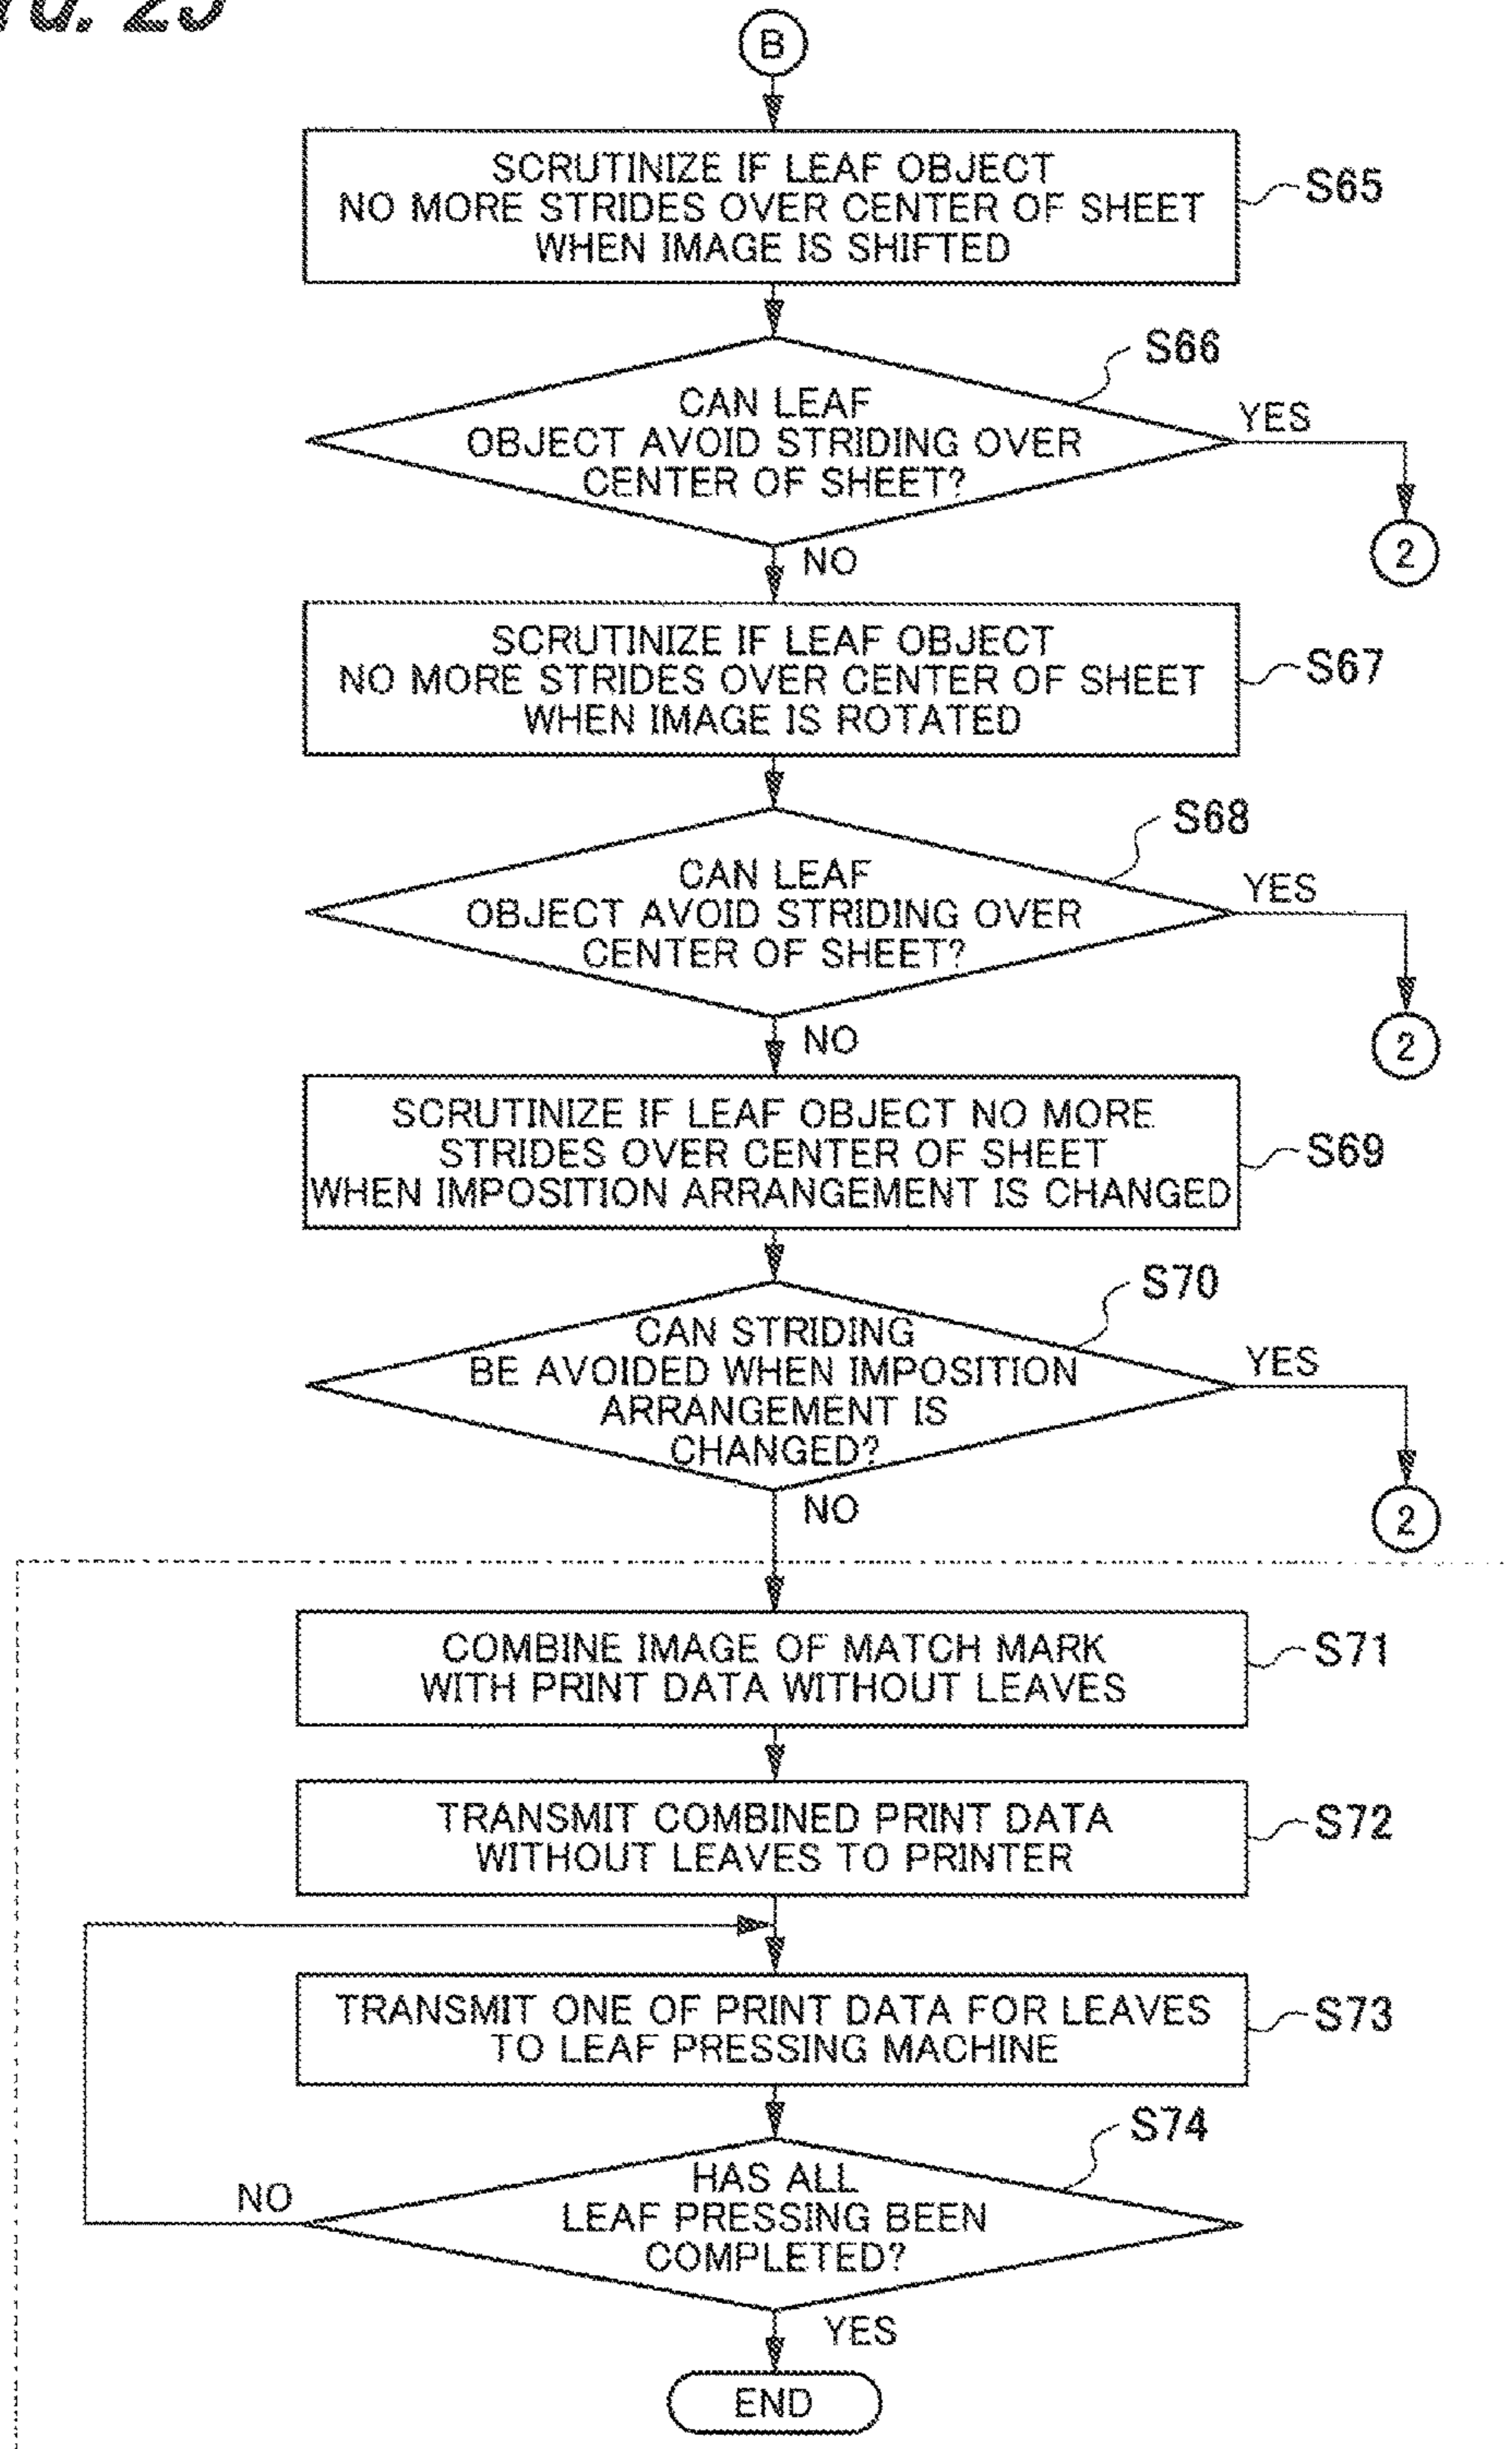 25
B
SCRUTINIZE IF LEAF OBJECT
NO MORE STRIDES OVER CENTER OF SHEET
WHEN IMAGE IS SHIFTED
S65
S66
CAN LEAF
OBJECT AVOID STRIDING OVER
CENTER OF SHEET?
YES
2
NO
SCRUTINIZE IF LEAF OBJECT
NO MORE STRIDES OVER CENTER OF SHEET
WHEN IMAGE IS ROTATED
S67
S68
CAN LEAF
OBJECT AVOID STRIDING OVER
CENTER OF SHEET?
YES
2
NO
SCRUTINIZE IF LEAF OBJECT NO MORE
STRIDES OVER CENTER OF SHEET
WHEN IMPOSITION ARRANGEMENT IS CHANGED
S69
S70
CAN STRIDING
BE AVOIDED WHEN IMPOSITION
ARRANGEMENT IS
CHANGED?
YES
2
NO
COMBINE IMAGE OF MATCH MARK
WITH PRINT DATA WITHOUT LEAVES
S71
TRANSMIT COMBINED PRINT DATA
WITHOUT LEAVES TO PRINTER
S72
TRANSMIT ONE OF PRINT DATA FOR LEAVES
TO LEAF PRESSING MACHINE
S73
S74
HAS ALL
LEAF PRESSING BEEN
COMPLETED?
NO
YES
END